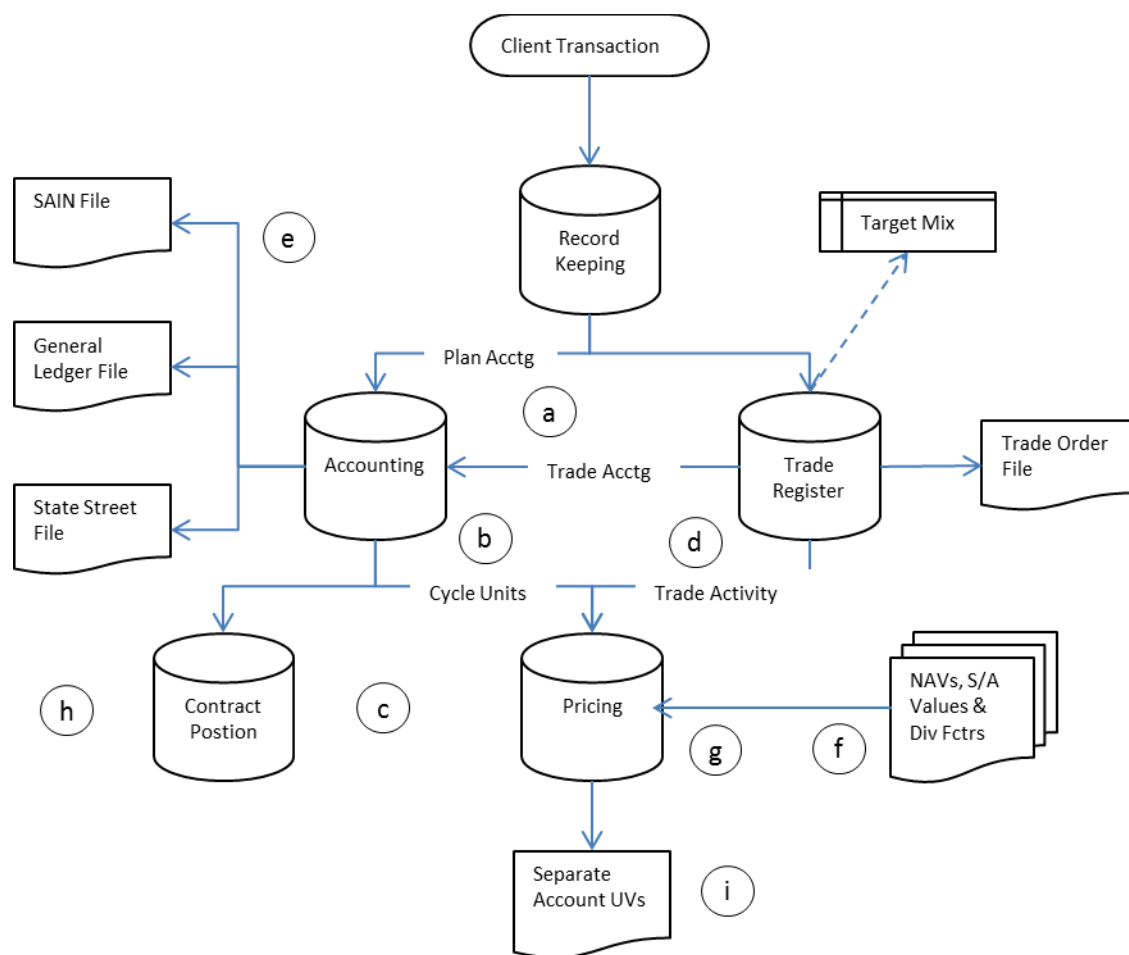 Client Transaction
SAIN File
e
Record
Keeping
Target Mix
General
Ledger File
Plan Acctg
a
Accounting
Trade Acctg
Trade
Register
Trade Order
File
State Street
File
b
d
Cycle Units
Trade Activity
h
Contract
Postion
c
Pricing
g
f
NAVs, S/A
Values &
Div Fctrs
Separate
Account UVs
i